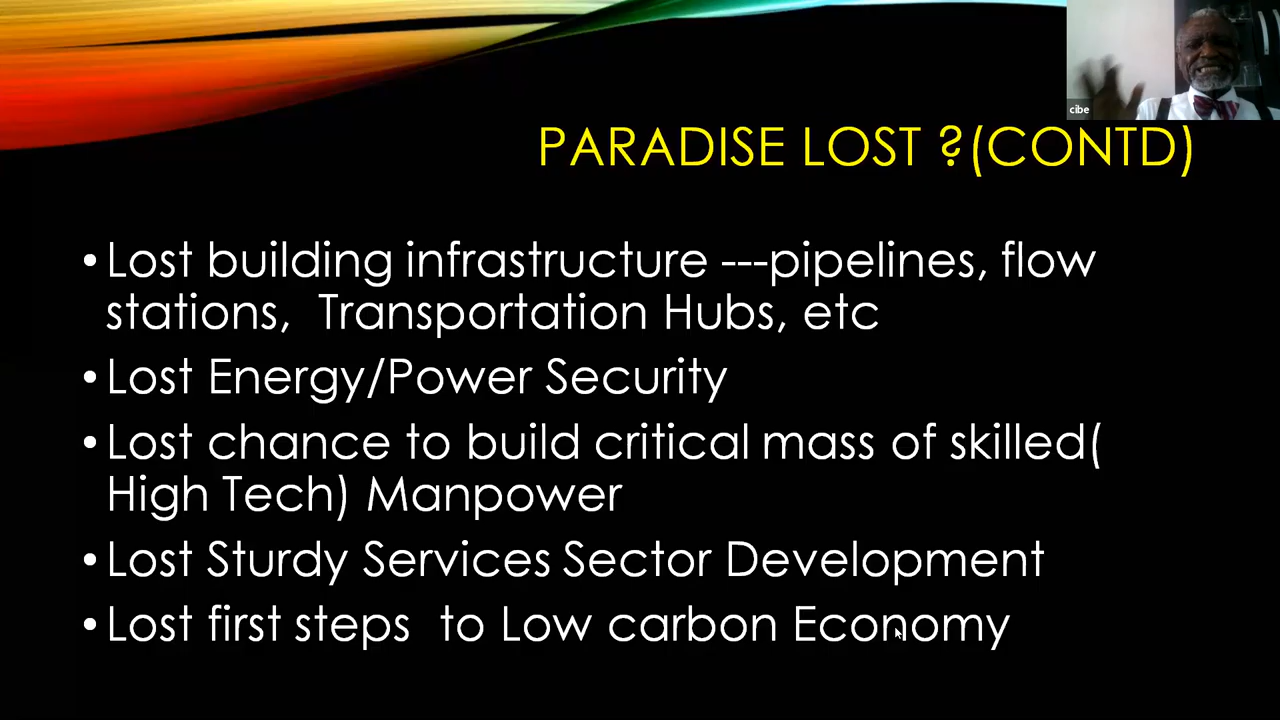 cibe
PARADISE LOST ?(CONTD)
•Lost building infrastructure ---pipelines, flow
stations,  Transportation Hubs, etc
•Lost Energy/Power Security
•Lost chance to build critical mass of skilled(
High Tech) Manpower
•Lost Sturdy Services Sector Development
•Lost first steps  to Low carbon Economy